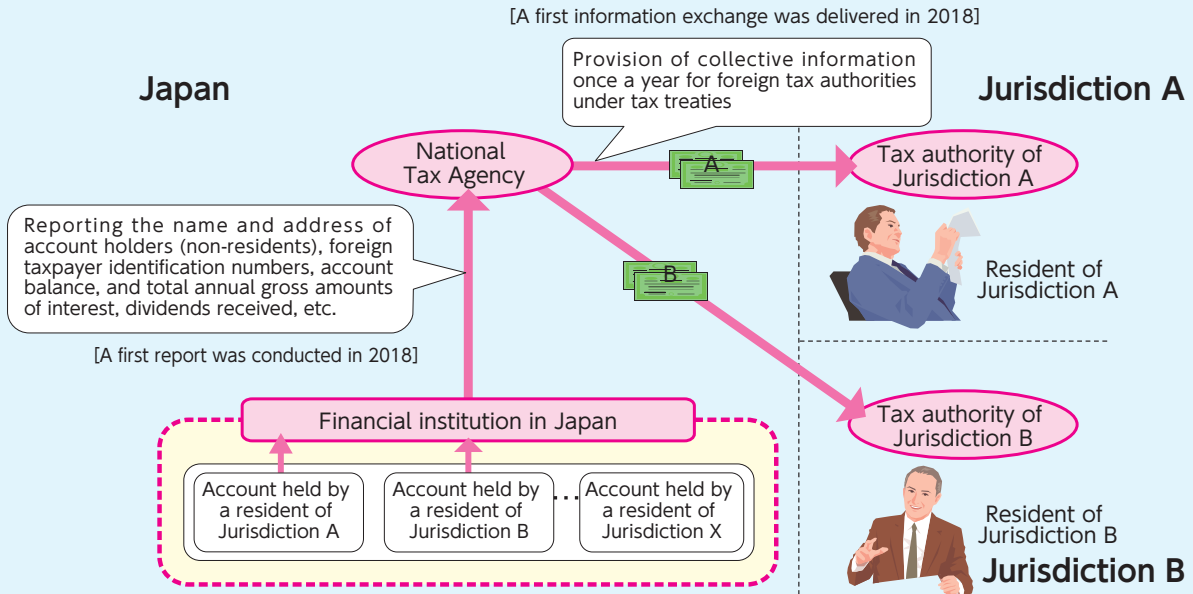 [A first information exchange was delivered in 2018]
Provision of collective information
once a year for foreign tax authorities
under tax treaties
Japan
Jurisdiction A
National
Tax Agency
A
Tax authority of
Jurisdiction A
Reporting the name and address of
account holders (non-residents), foreign
taxpayer identification numbers, account
balance, and total annual gross amounts
of interest, dividends received, etc.
B
Resident of
Jurisdiction A
[A first report was conducted in 2018]
Financial institution in Japan
Tax authority of
Jurisdiction B
Account held by
a resident of
Jurisdiction A
Account held by
a resident of
Jurisdiction B
...
Account held by
a resident of
Jurisdiction X
Resident of
Jurisdiction B
Jurisdiction B